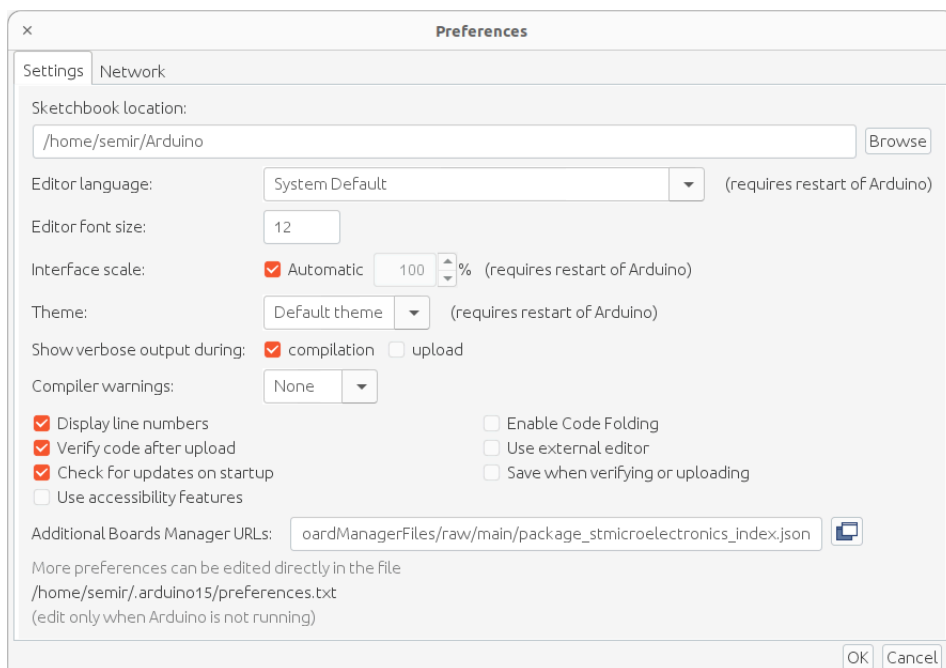 × Preferences
Settings Network
Sketchbook location:
/home/semir/Arduino Browse
Editor language: System Default (requires restart of Arduino)
Editor font size: 12
Interface scale: Automatic 100 % (requires restart of Arduino)
Theme: Default theme (requires restart of Arduino)
Show verbose output during: compilation upload
Compiler warnings: None
Display line numbers Enable Code Folding
Verify code after upload Use external editor
Check for updates on startup Save when verifying or uploading
Use accessibility features
Additional Boards Manager URLs: oardManagerFiles/raw/main/package_stmicroelectronics_index.json
More preferences can be edited directly in the file
/home/semir/.arduino15/preferences.txt
(edit only when Arduino is not running)
OK Cancel